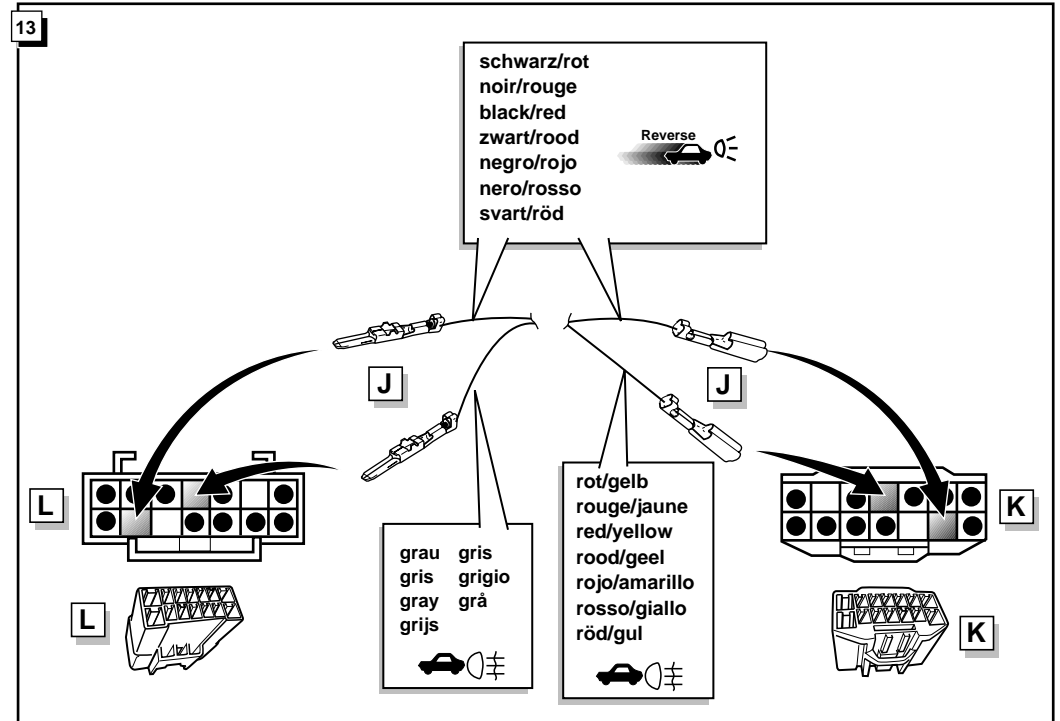 13
schwarz/rot
noir/rouge
black/red
zwart/rood
negro/rojo
nero/rosso
svart/röd
Reverse
J
J
L
K
grau gris
gris grigio
gray grå
grijs
rot/gelb
rouge/jaune
red/yellow
rood/geel
rojo/amarillo
rosso/giallo
röd/gul
L
K